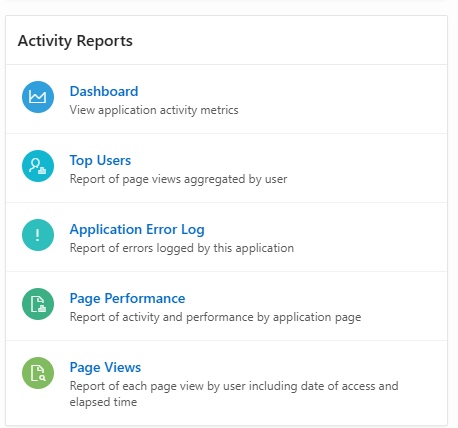 Activity Reports
Dashboard
View application activity metrics
Top Users
Report of page views aggregated by user
Application Error Log
Report of errors logged by this application
Page Performance
Report of activity and performance by application page
Page Views
Report of each page view by user including date of access and
elapsed time